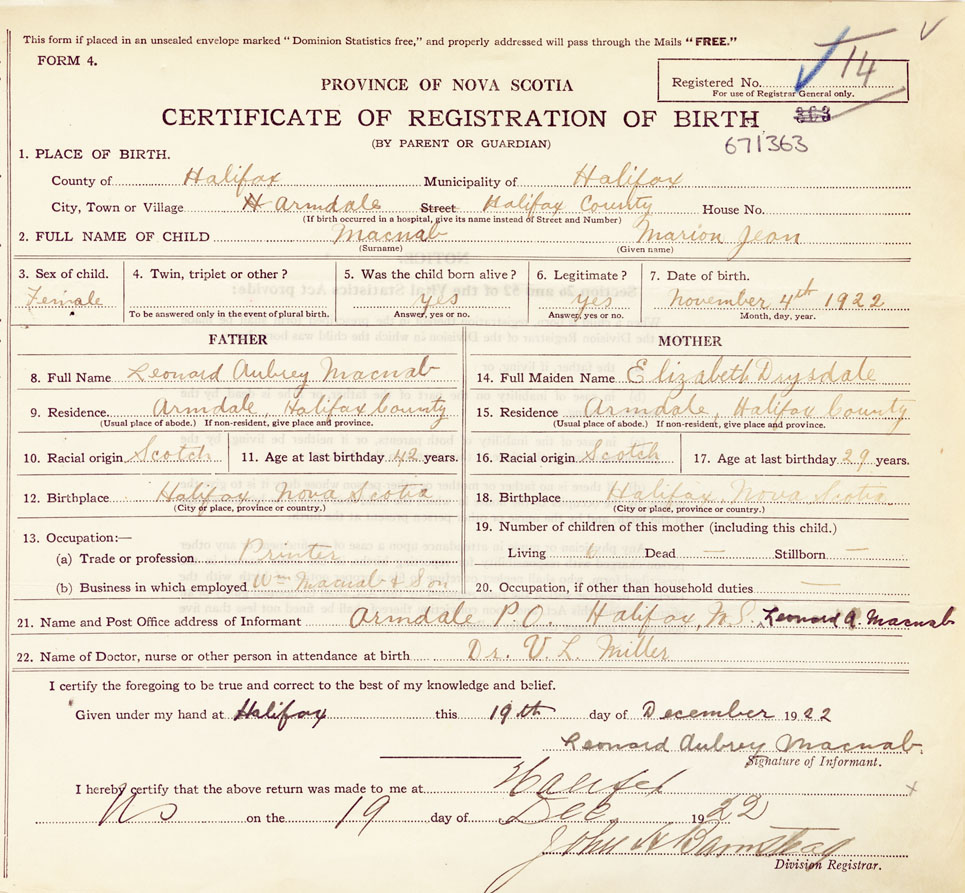 This form if placed in an unsealed envelope marked "Dominion Statistics free," and properly addressed will pass through the Mails "FREE."
FORM 4.
PROVINCE OF NOVA SCOTIA
Registered No. 14
For use of Registrar General only.
CERTIFICATE OF REGISTRATION OF BIRTH 363
(BY PARENT OR GUARDIAN) 671363
1. PLACE OF BIRTH.
County of Halifax Municipality of Halifax
City, Town or Village Armdale Street Halifax County House No.
(If birth occurred in a hospital, give its name instead of Street and Number)
2. FULL NAME OF CHILD Macnab Marion Jean
(Surname) (Given name)
3. Sex of child. 4. Twin, triplet or other? 5. Was the child born alive? 6. Legitimate? 7. Date of birth.
Female yes yes November 4th 1922
To be answered only in the event of plural birth. Answer, yes or no. Answer, yes or no. Month, day, year.
FATHER MOTHER
8. Full Name Leonard Aubrey Macnab 14. Full Maiden Name Elizabeth Drysdale
9. Residence. Armdale, Halifax County 15. Residence Armdale, Halifax County
(Usual place of abode.) If non-resident, give place and province. (Usual place of abode.) If non-resident, give place and province.
10. Racial origin Scotch 11. Age at last birthday 42 years. 16. Racial origin Scotch 17. Age at last birthday 29 years.
12. Birthplace Halifax, Nova Scotia 18. Birthplace Halifax, Nova Scotia
(City or place, province or country.) (City or place, province or country.)
13. Occupation:— 19. Number of children of this mother (including this child.)
(a) Trade or profession Printer Living Dead — Stillborn —
(b) Business in which employed Wm Macnab & Son 20. Occupation, if other than household duties —
21. Name and Post Office address of Informant Armdale P.O. Halifax, N.S. Leonard A. Macnab
22. Name of Doctor, nurse or other person in attendance at birth Dr. V. L. Miller
I certify the foregoing to be true and correct to the best of my knowledge and belief.
Given under my hand at Halifax this 19th day of December 1922
Leonard Aubrey Macnab
Signature of Informant.
I hereby certify that the above return was made to me at Halifax
NS on the 19 day of Dec 1922
John A Barnstead
Division Registrar.